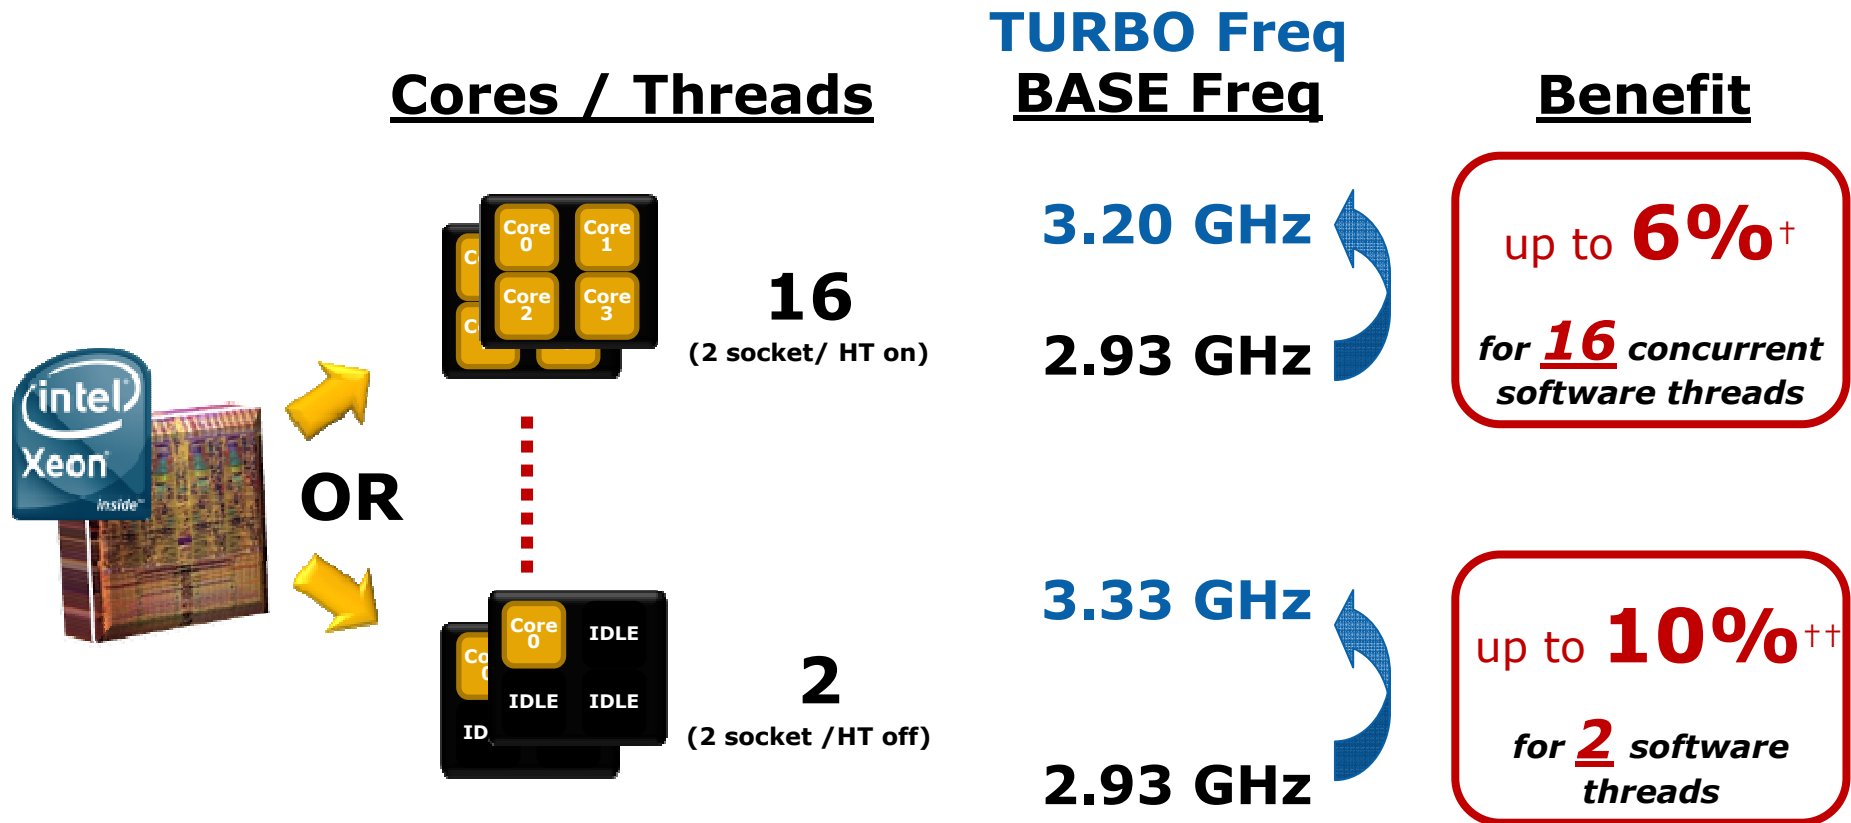 TURBO Freq
Cores / Threads
BASE Freq
Benefit
Core 0
Core 1
Core 2
Core 3
16
(2 socket/ HT on)
3.20 GHz
2.93 GHz
up to 6%†
for 16 concurrent
software threads
intel
Xeon
inside™
OR
Core 0
IDLE
IDLE
IDLE
2
(2 socket /HT off)
3.33 GHz
2.93 GHz
up to 10%††
for 2 software
threads